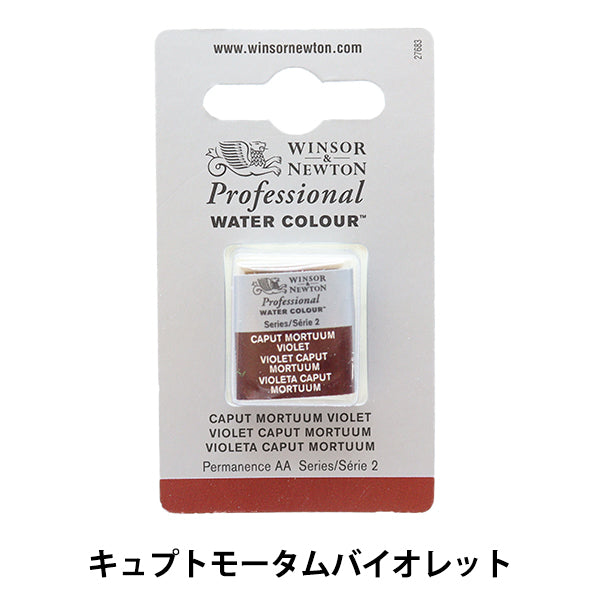 www.winsornewton.com
27683
WINSOR
&
NEWTON
Professional
WATER COLOUR™
WINSOR
&
NEWTON
Professional
WATER COLOUR™
Series/Série 2
CAPUT MORTUUM
VIOLET
VIOLET CAPUT
MORTUUM
VIOLETA CAPUT
MORTUUM
CAPUT MORTUUM VIOLET
VIOLET CAPUT MORTUUM
VIOLETA CAPUT MORTUUM
Permanence AA Series/Série 2
キュプトモータムバイオレット